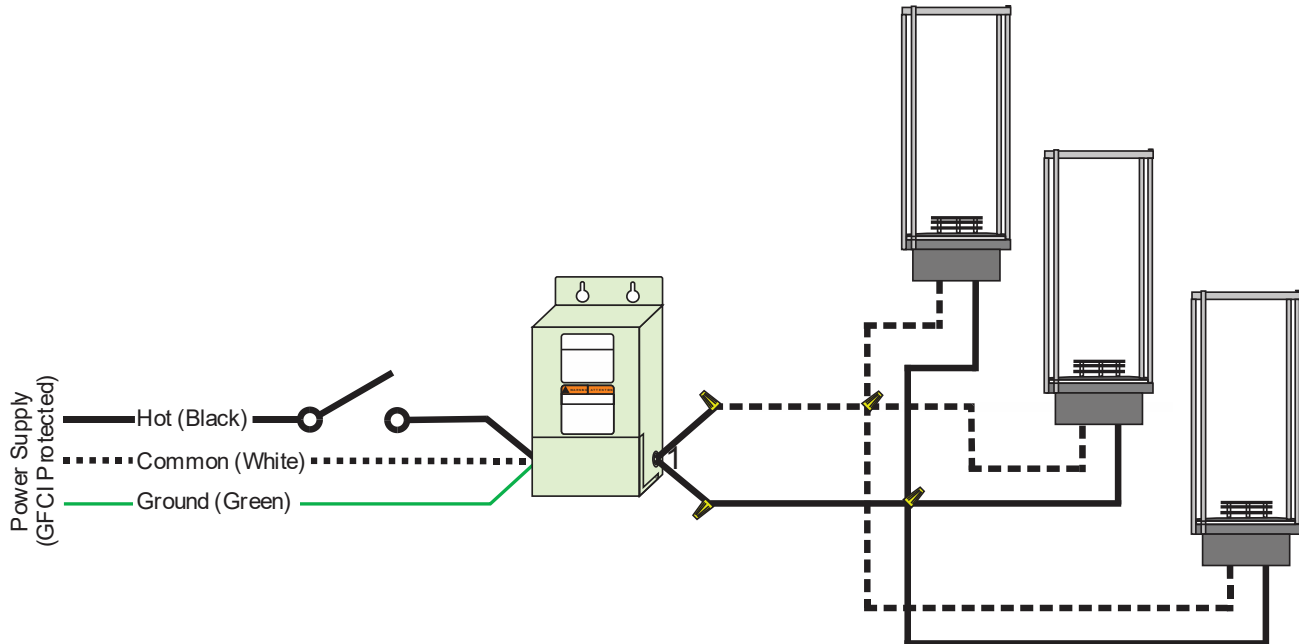 Power Supply
(GFCI Protected)
Hot (Black)
Common (White)
Ground (Green)